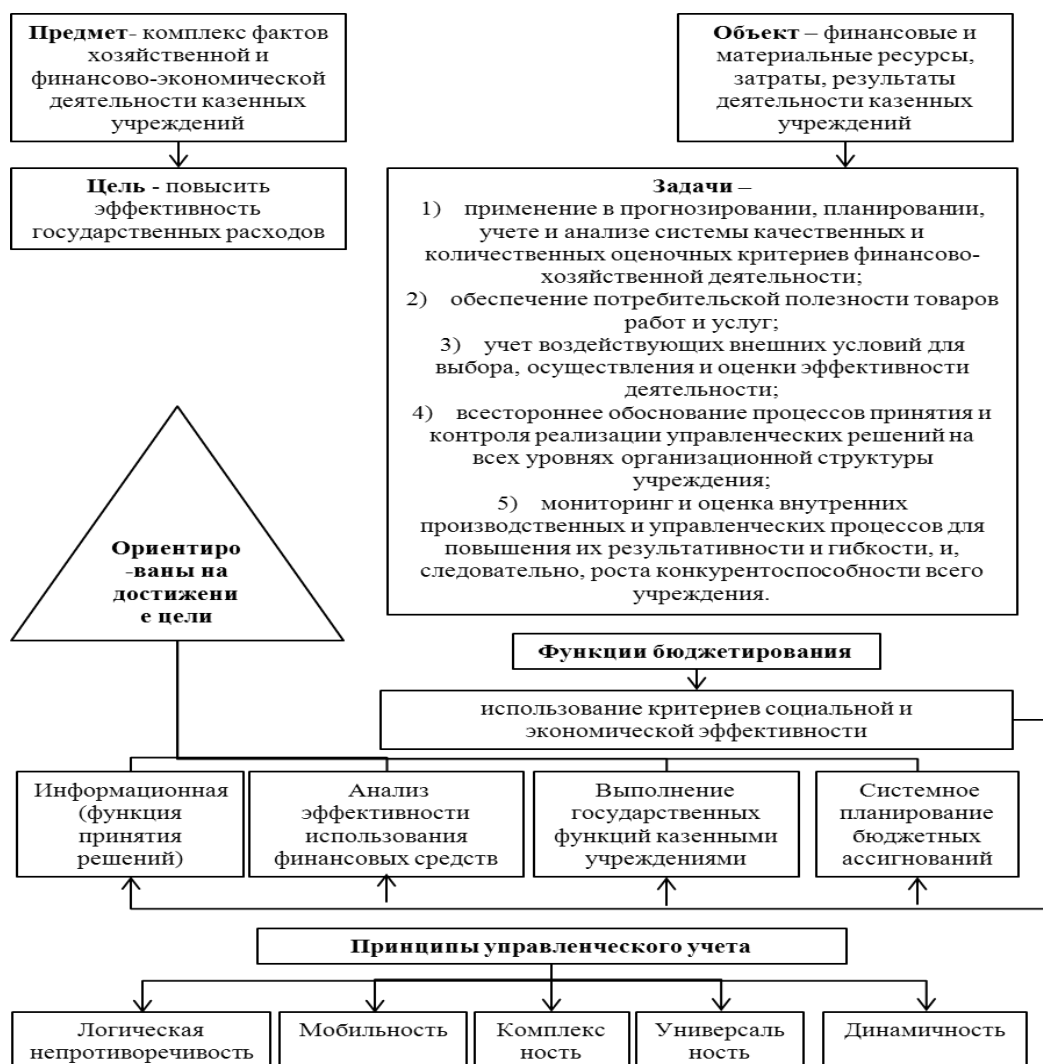 Предмет- комплекс фактов
хозяйственной и
финансово-экономической
деятельности казенных
учреждений
Объект – финансовые и
материальные ресурсы,
затраты, результаты
деятельности казенных
учреждений
Цель - повысить
эффективность
государственных расходов
Задачи –
1) применение в прогнозировании, планировании,
учете и анализе системы качественных и
количественных оценочных критериев финансово-
хозяйственной деятельности;
2) обеспечение потребительской полезности товаров
работ и услуг;
3) учет воздействующих внешних условий для
выбора, осуществления и оценки эффективности
деятельности;
4) всестороннее обоснование процессов принятия и
контроля реализации управленческих решений на
всех уровнях организационной структуры
учреждения;
5) мониторинг и оценка внутренних
производственных и управленческих процессов для
повышения их результативности и гибкости, и,
следовательно, роста конкурентоспособности всего
учреждения.
Ориентиро
-ваны на
достижени
е цели
Функции бюджетирования
использование критериев социальной и
экономической эффективности
Информационная
(функция
принятия
решений)
Анализ
эффективности
использования
финансовых средств
Выполнение
государственных
функций казенными
учреждениями
Системное
планирование
бюджетных
ассигнований
Принципы управленческого учета
Логическая
непротиворечивость
Мобильность
Комплекс
ность
Универсаль
ность
Динамичность